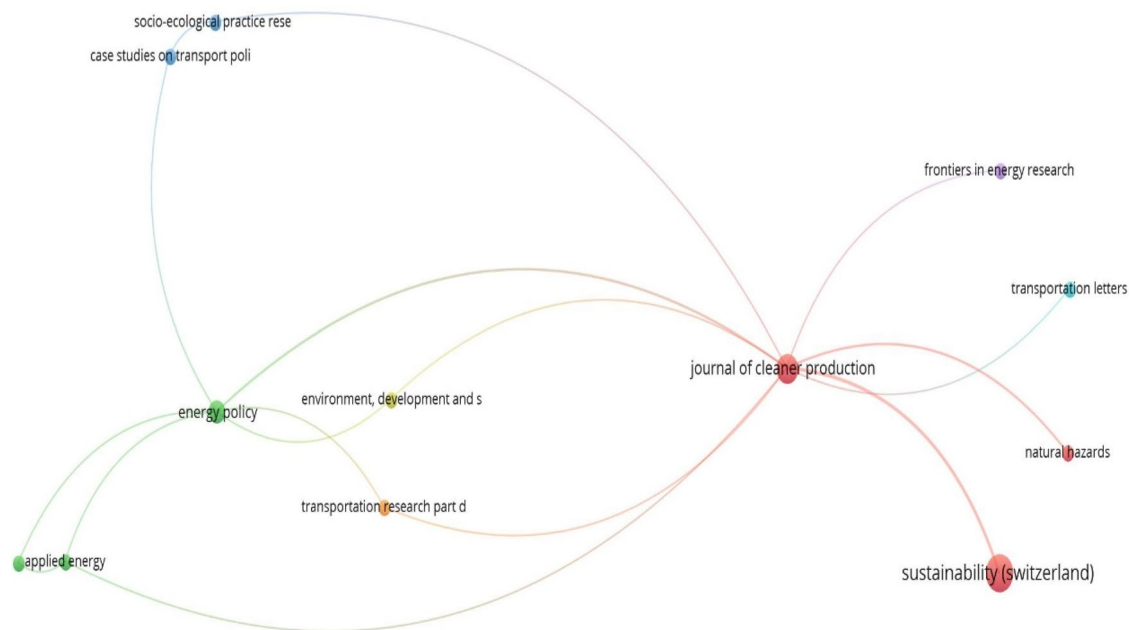 socio-ecological practice rese
case studies on transport poli
frontiers in energy research
transportation letters
journal of cleaner production
environment, development and s
energy policy
natural hazards
transportation research part d
applied energy
sustainability (switzerland)